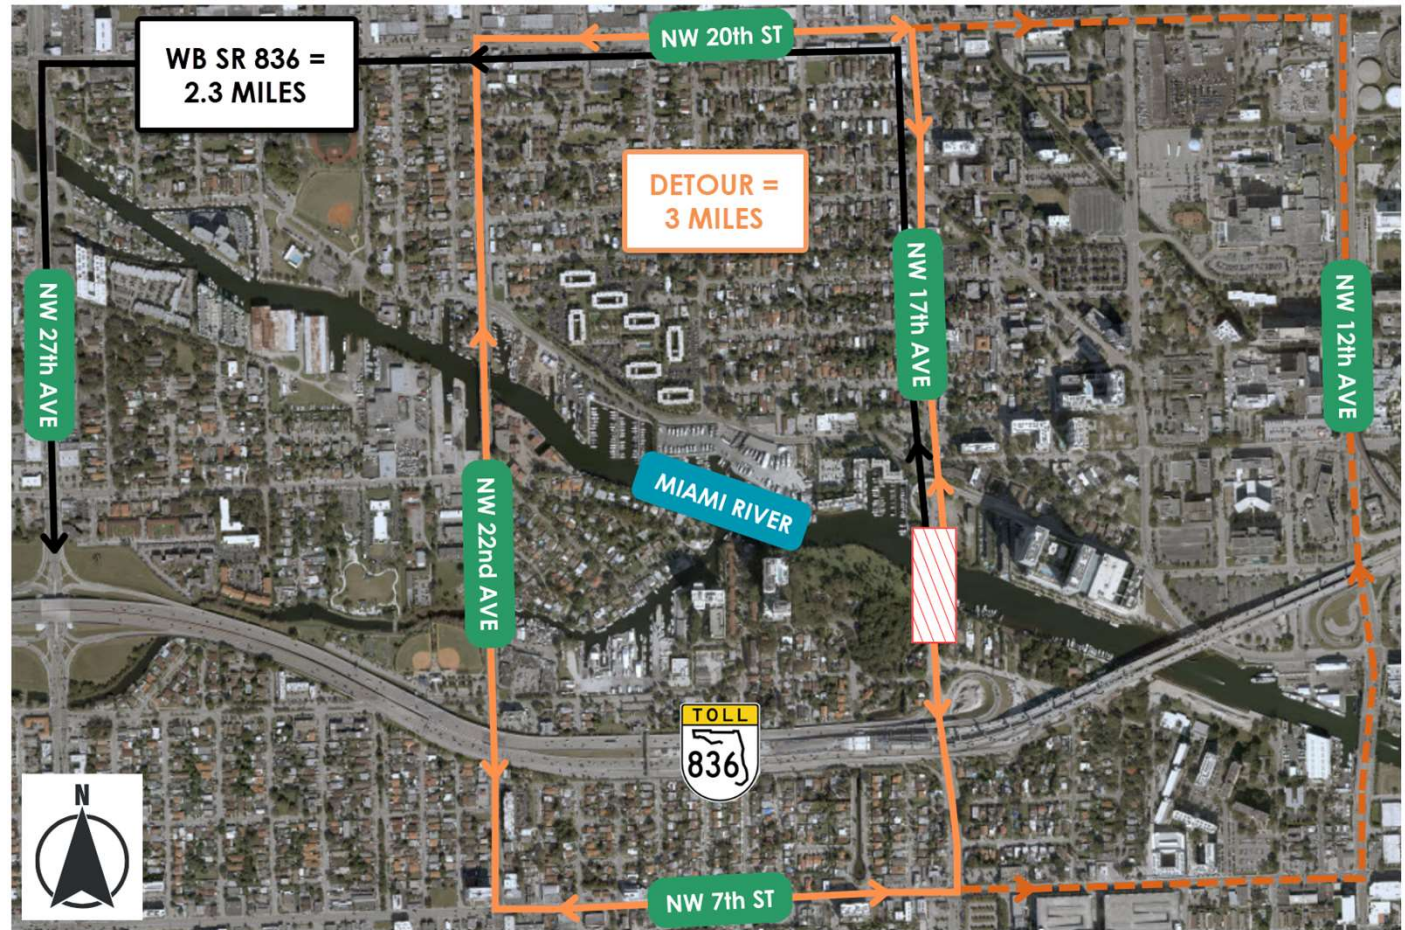 NW 20th ST
WB SR 836 =
2.3 MILES
DETOUR =
3 MILES
NW 27th AVE
NW 17th AVE
NW 12th AVE
MIAMI RIVER
NW 22nd AVE
TOLL
836
N
NW 7th ST